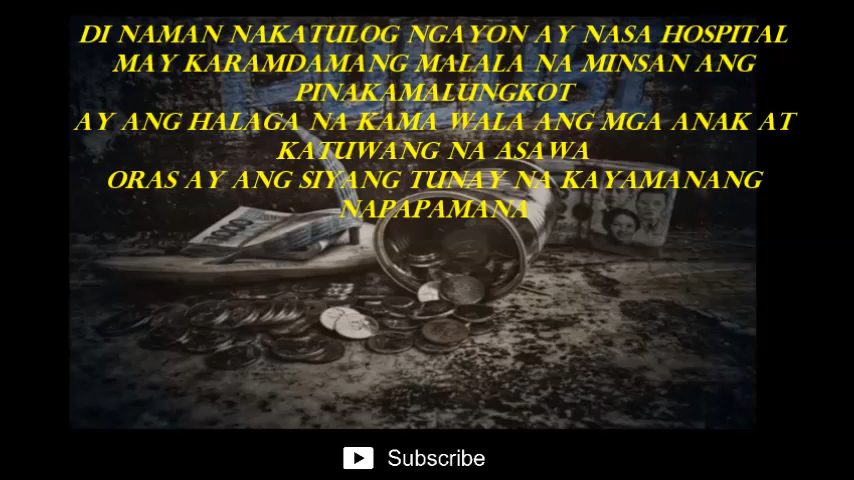 DI NAMAN NAKATULOG NGAYON AY NASA HOSPITAL
MAY KARAMDAMANG MALALA NA MINSAN ANG
PINAKAMALUNGKOT
AY ANG HALAGA NA KAMA WALA ANG MGA ANAK AT
KATUWANG NA ASAWA
ORAS AY ANG SIYANG TUNAY NA KAYAMANANG
NAPAPAMANA
Subscribe